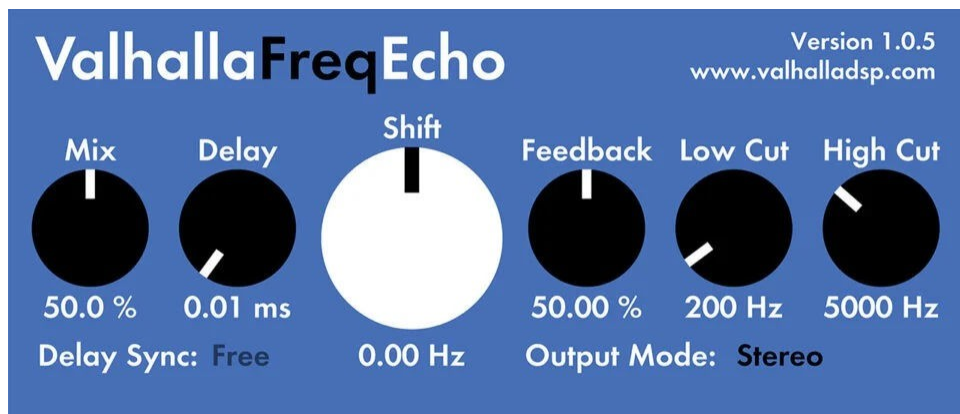 ValhallaFreqEcho
Version 1.0.5
www.valhalladsp.com
Mix
Delay
Shift
Feedback
Low Cut
High Cut
50.0 %
0.01 ms
0.00 Hz
50.00 %
200 Hz
5000 Hz
Delay Sync: Free
Output Mode: Stereo